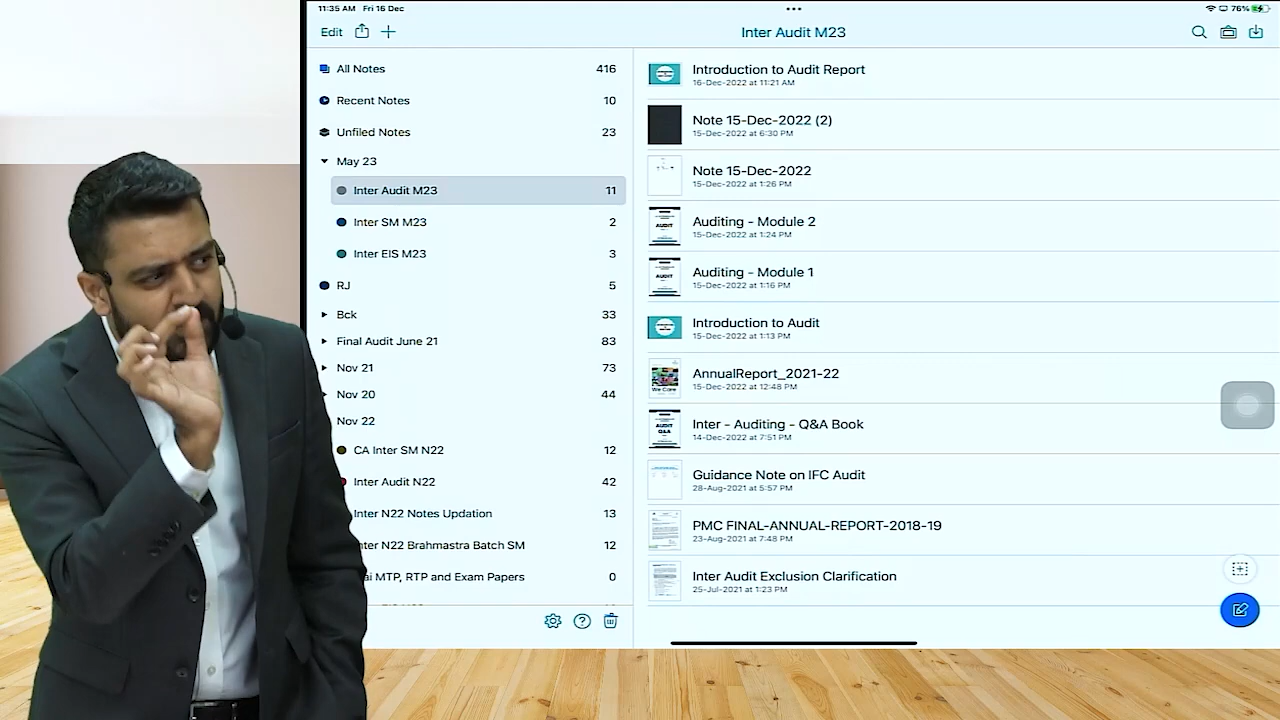 11:35 AM Fri 16 Dec
76%
Edit
Inter Audit M23
All Notes 416
Recent Notes 10
Unfiled Notes 23
May 23
Inter Audit M23 11
Inter SM M23 2
Inter EIS M23 3
RJ 5
Bck 33
Final Audit June 21 83
Nov 21 73
Nov 20 44
Nov 22
CA Inter SM N22 12
Inter Audit N22 42
Inter N22 Notes Updation 13
rahmastra Batch SM 12
MTP, RTP and Exam Papers 0
Introduction to Audit Report
16-Dec-2022 at 11:21 AM
Note 15-Dec-2022 (2)
15-Dec-2022 at 6:30 PM
Note 15-Dec-2022
15-Dec-2022 at 1:26 PM
AUDIT
Auditing - Module 2
15-Dec-2022 at 1:24 PM
AUDIT
Auditing - Module 1
15-Dec-2022 at 1:16 PM
Introduction to Audit
15-Dec-2022 at 1:13 PM
We Care
AnnualReport_2021-22
15-Dec-2022 at 12:48 PM
AUDIT
Q&A
Inter - Auditing - Q&A Book
14-Dec-2022 at 7:51 PM
Guidance Note on IFC Audit
28-Aug-2021 at 5:57 PM
PMC FINAL-ANNUAL-REPORT-2018-19
23-Aug-2021 at 7:48 PM
Inter Audit Exclusion Clarification
25-Jul-2021 at 1:23 PM